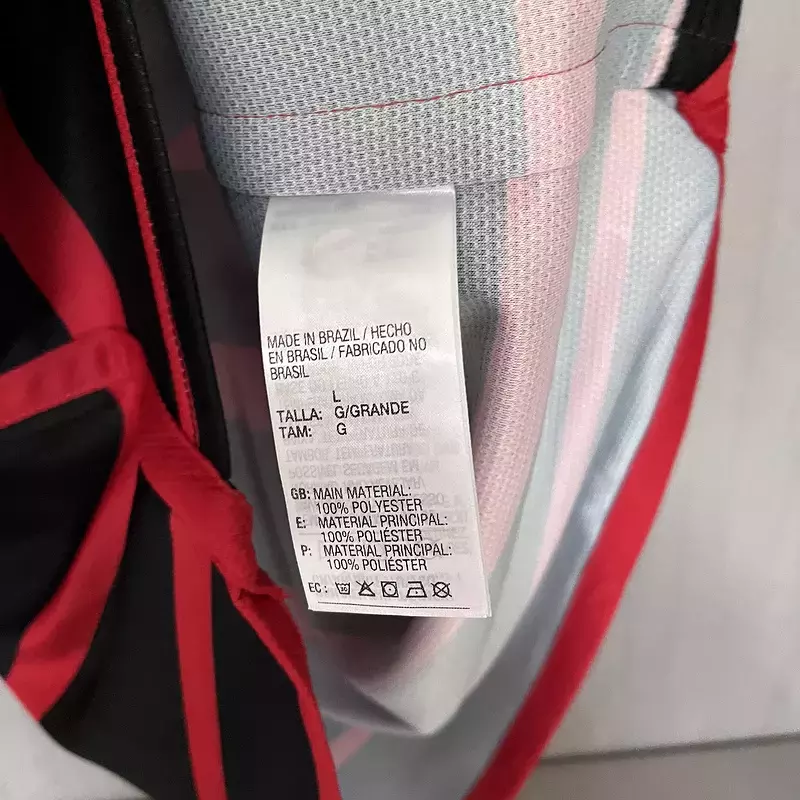 MADE IN BRAZIL / HECHO
EN BRASIL / FABRICADO NO
BRASIL
L
TALLA: G/GRANDE
TAM: G
GB: MAIN MATERIAL:
100% POLYESTER
E: MATERIAL PRINCIPAL:
100% POLIÉSTER
P: MATERIAL PRINCIPAL:
100% POLIÉSTER
EC: